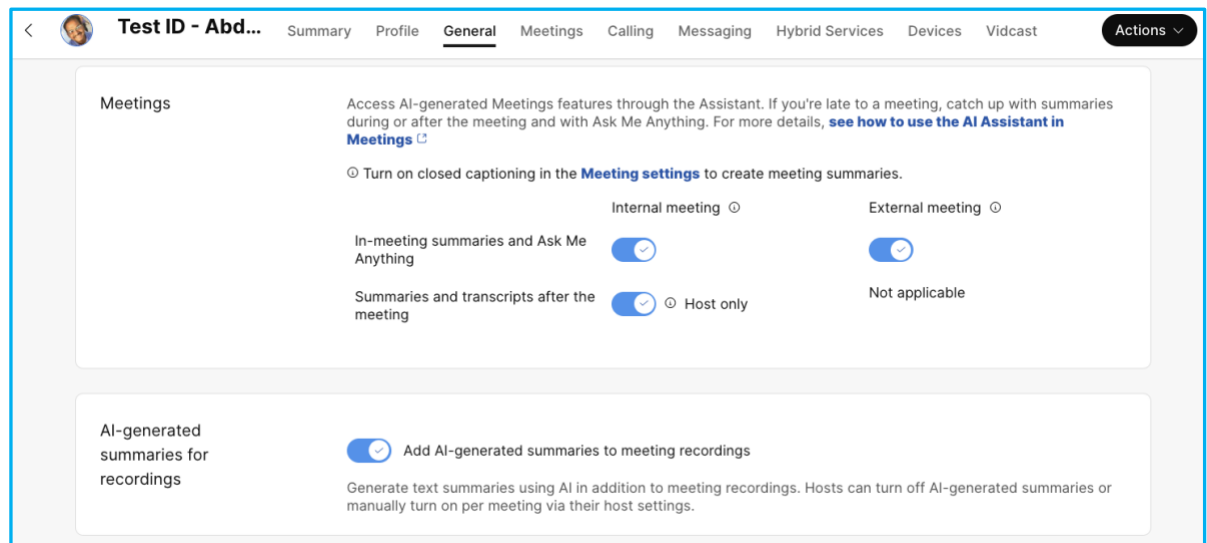 Test ID - Abd...
Summary
Profile
General
Meetings
Calling
Messaging
Hybrid Services
Devices
Vidcast
Actions
Meetings
Access AI-generated Meetings features through the Assistant. If you're late to a meeting, catch up with summaries
during or after the meeting and with Ask Me Anything. For more details, see how to use the AI Assistant in
Meetings
Turn on closed captioning in the Meeting settings to create meeting summaries.
Internal meeting
External meeting
In-meeting summaries and Ask Me
Anything
Summaries and transcripts after the
meeting
Host only
Not applicable
AI-generated
summaries for
recordings
Add AI-generated summaries to meeting recordings
Generate text summaries using AI in addition to meeting recordings. Hosts can turn off AI-generated summaries or
manually turn on per meeting via their host settings.